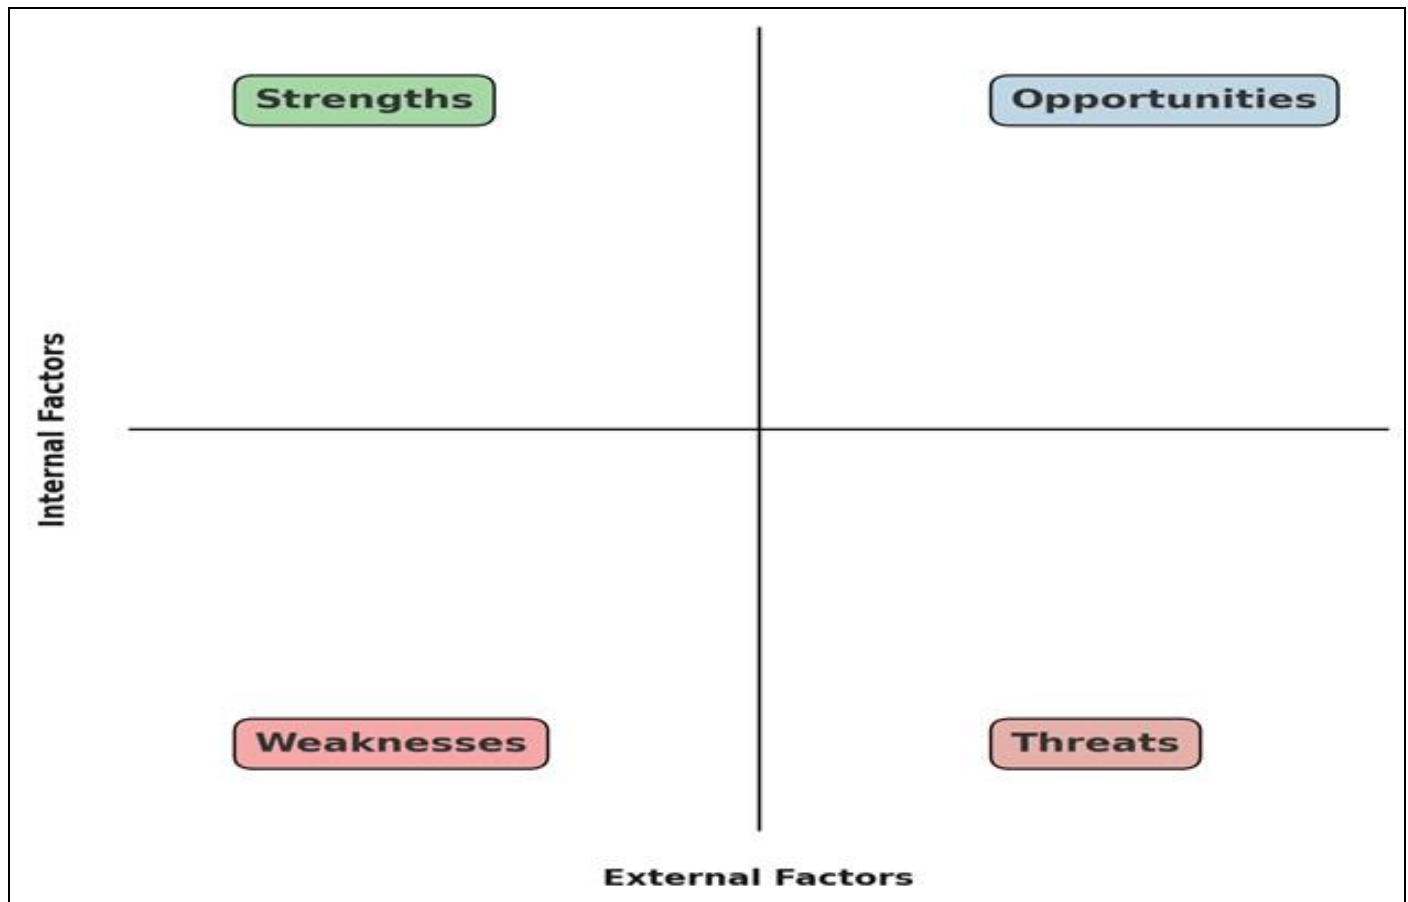 Strengths
Opportunities
Internal Factors
Weaknesses
Threats
External Factors